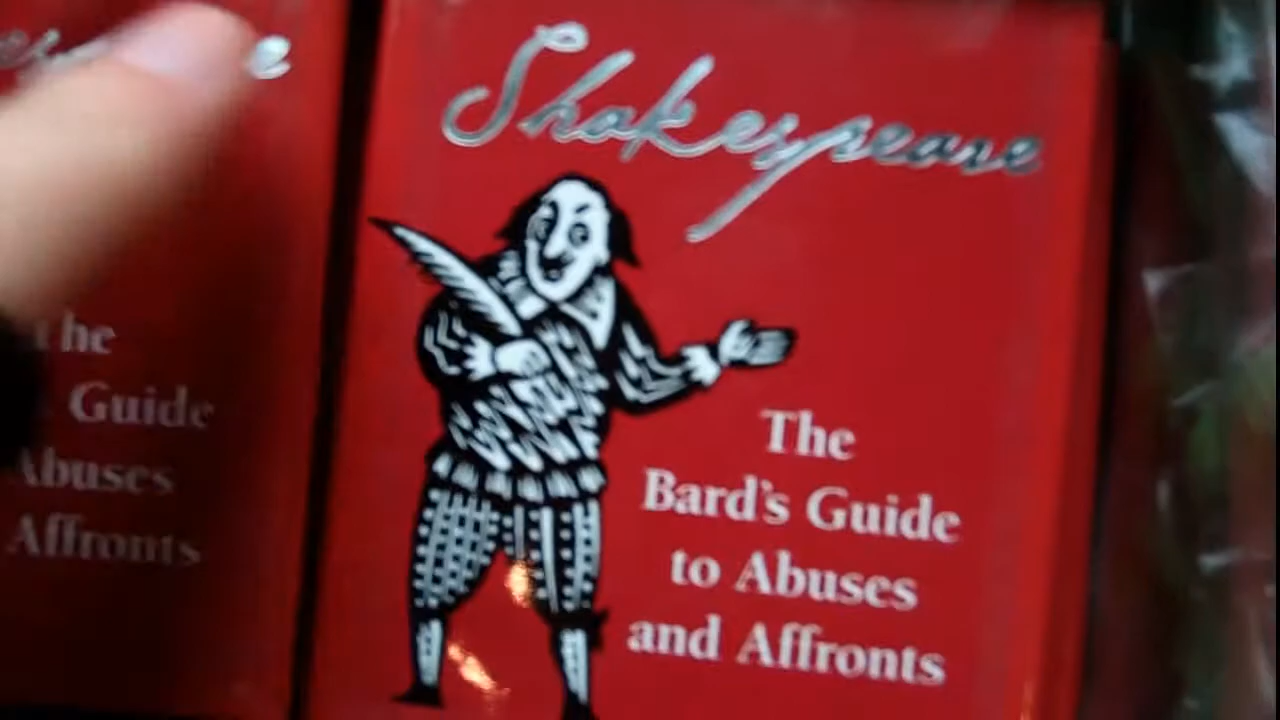 Shakespeare
The
Bard's Guide
to Abuses
and Affronts
The
Guide
Abuses
Affronts